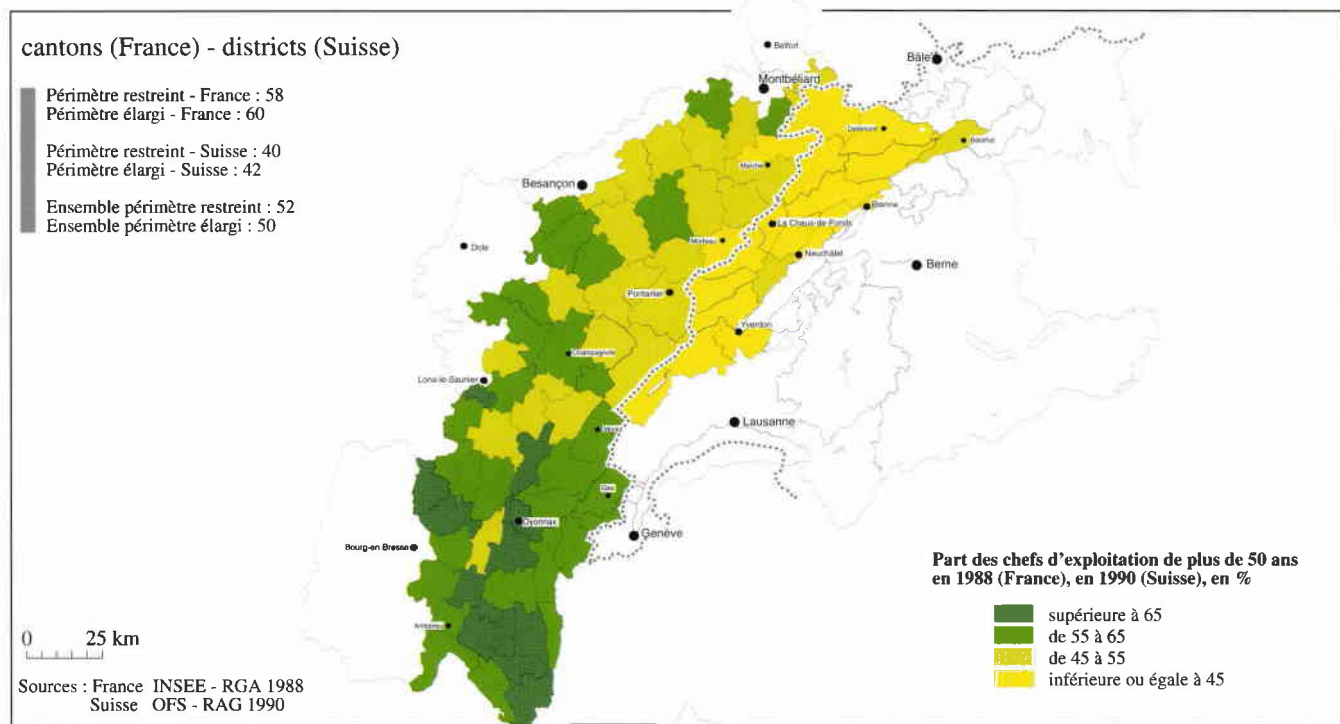 cantons (France) - districts (Suisse)
Périmètre restreint - France : 58
Périmètre élargi - France : 60
Périmètre restreint - Suisse : 40
Périmètre élargi - Suisse : 42
Ensemble périmètre restreint : 52
Ensemble périmètre élargi : 50
Belfort
Bâle
Montbéliard
Delémont
Maîche
Besançon
Bienne
La Chaux-de-Fonds
Dole
Morteau
Neuchâtel
Berne
Pontarlier
Yverdon
Champagnole
Lons-le-Saunier
Lausanne
Gex
Oyonnax
Genève
Bourg-en Bresse
Ambérieu
Part des chefs d'exploitation de plus de 50 ans
en 1988 (France), en 1990 (Suisse), en %
supérieure à 65
de 55 à 65
de 45 à 55
inférieure ou égale à 45
0 25 km
Sources : France INSEE - RGA 1988
Suisse OFS - RAG 1990